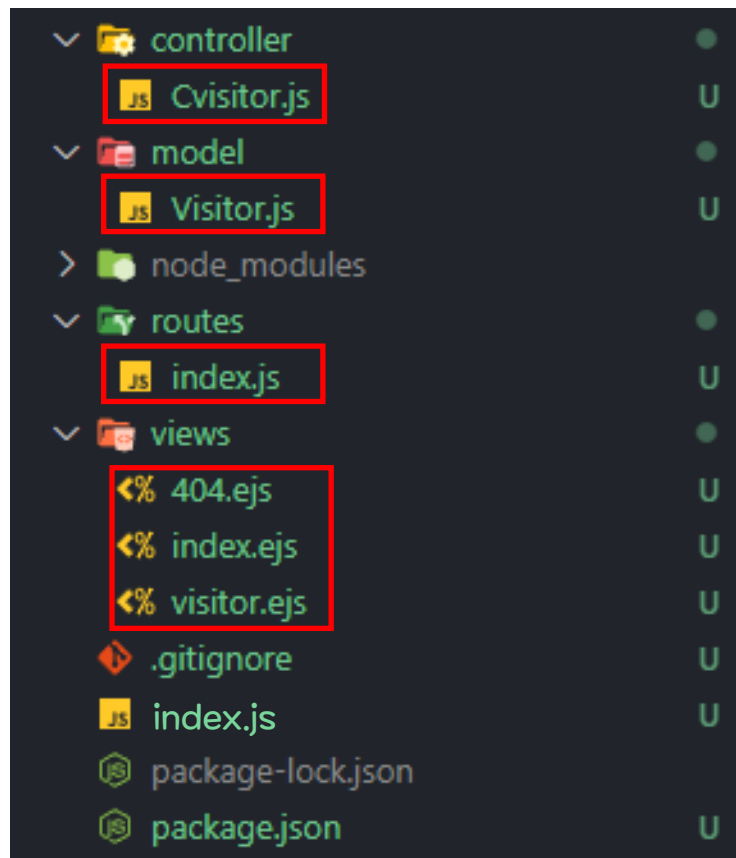 controller
JS Cvisitor.js U
model
JS Visitor.js U
node_modules
routes
JS index.js U
views
<% 404.ejs U
<% index.ejs U
<% visitor.ejs U
.gitignore U
JS index.js U
JS package-lock.json
JS package.json U